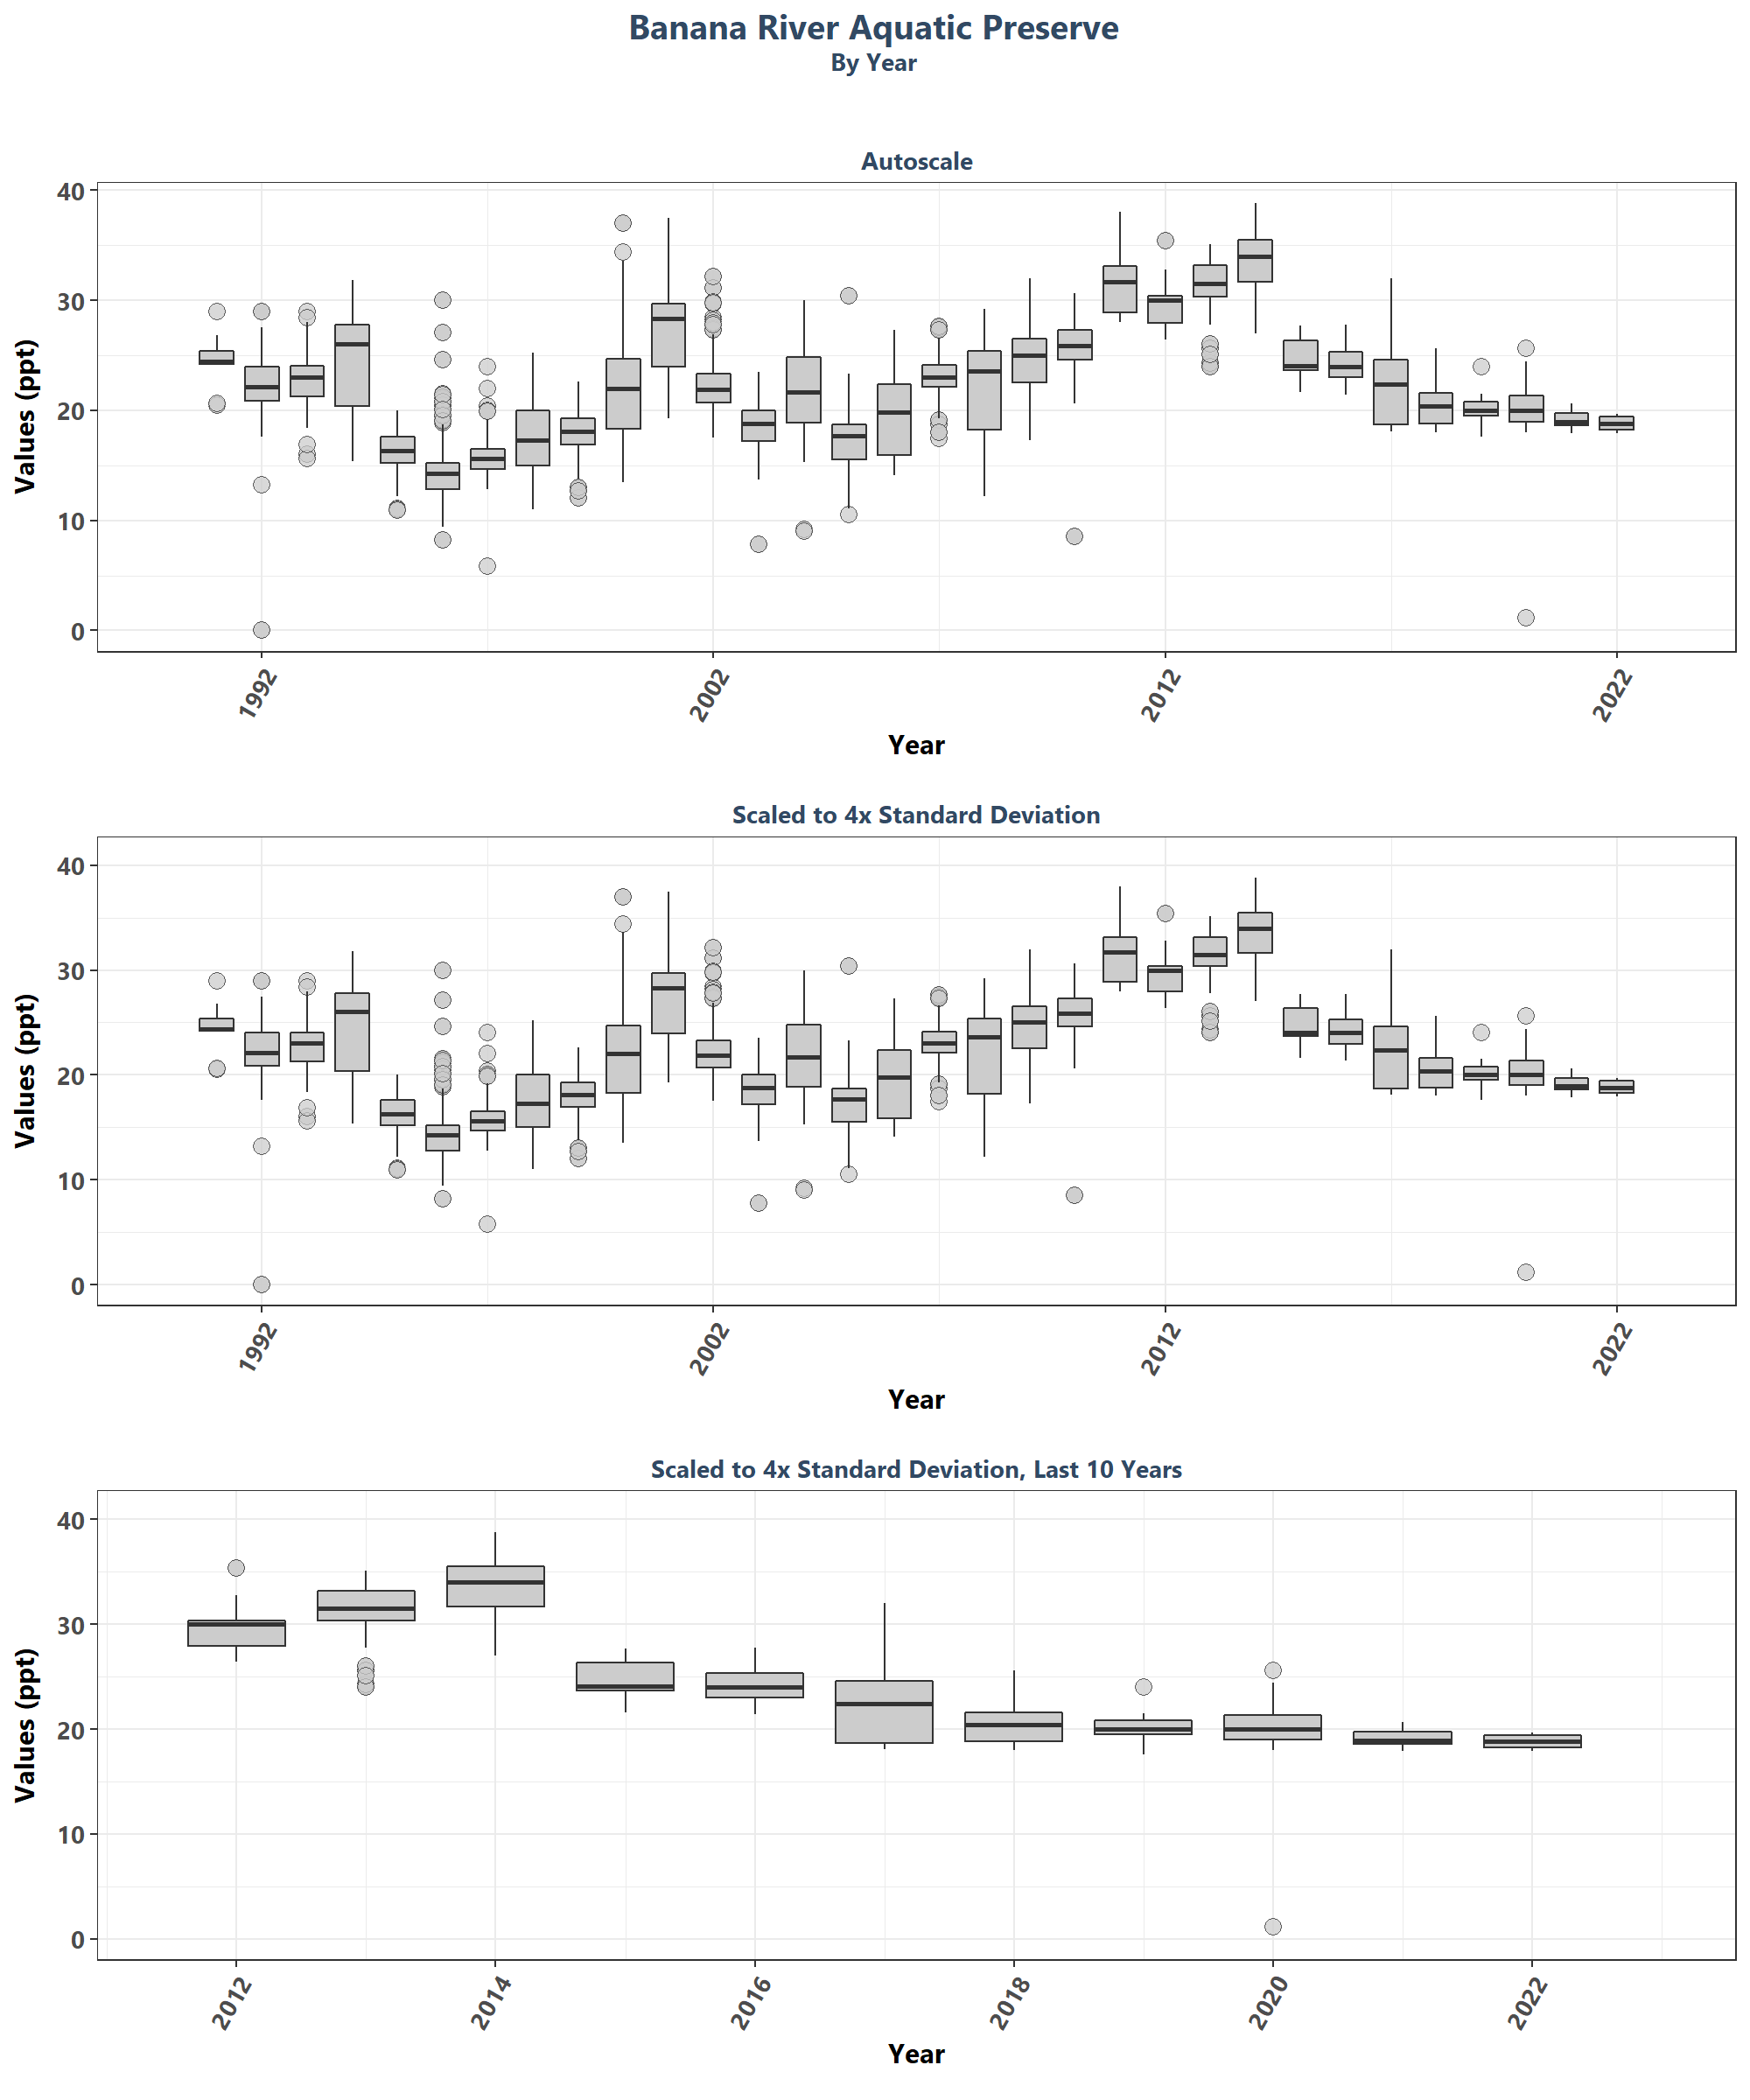 Banana River Aquatic Preserve
By Year
Autoscale
Values (ppt)
40
30
20
10
0
1992 2002 2012 2022
Year
Scaled to 4x Standard Deviation
Values (ppt)
40
30
20
10
0
1992 2002 2012 2022
Year
Scaled to 4x Standard Deviation, Last 10 Years
Values (ppt)
40
30
20
10
0
2012 2014 2016 2018 2020 2022
Year